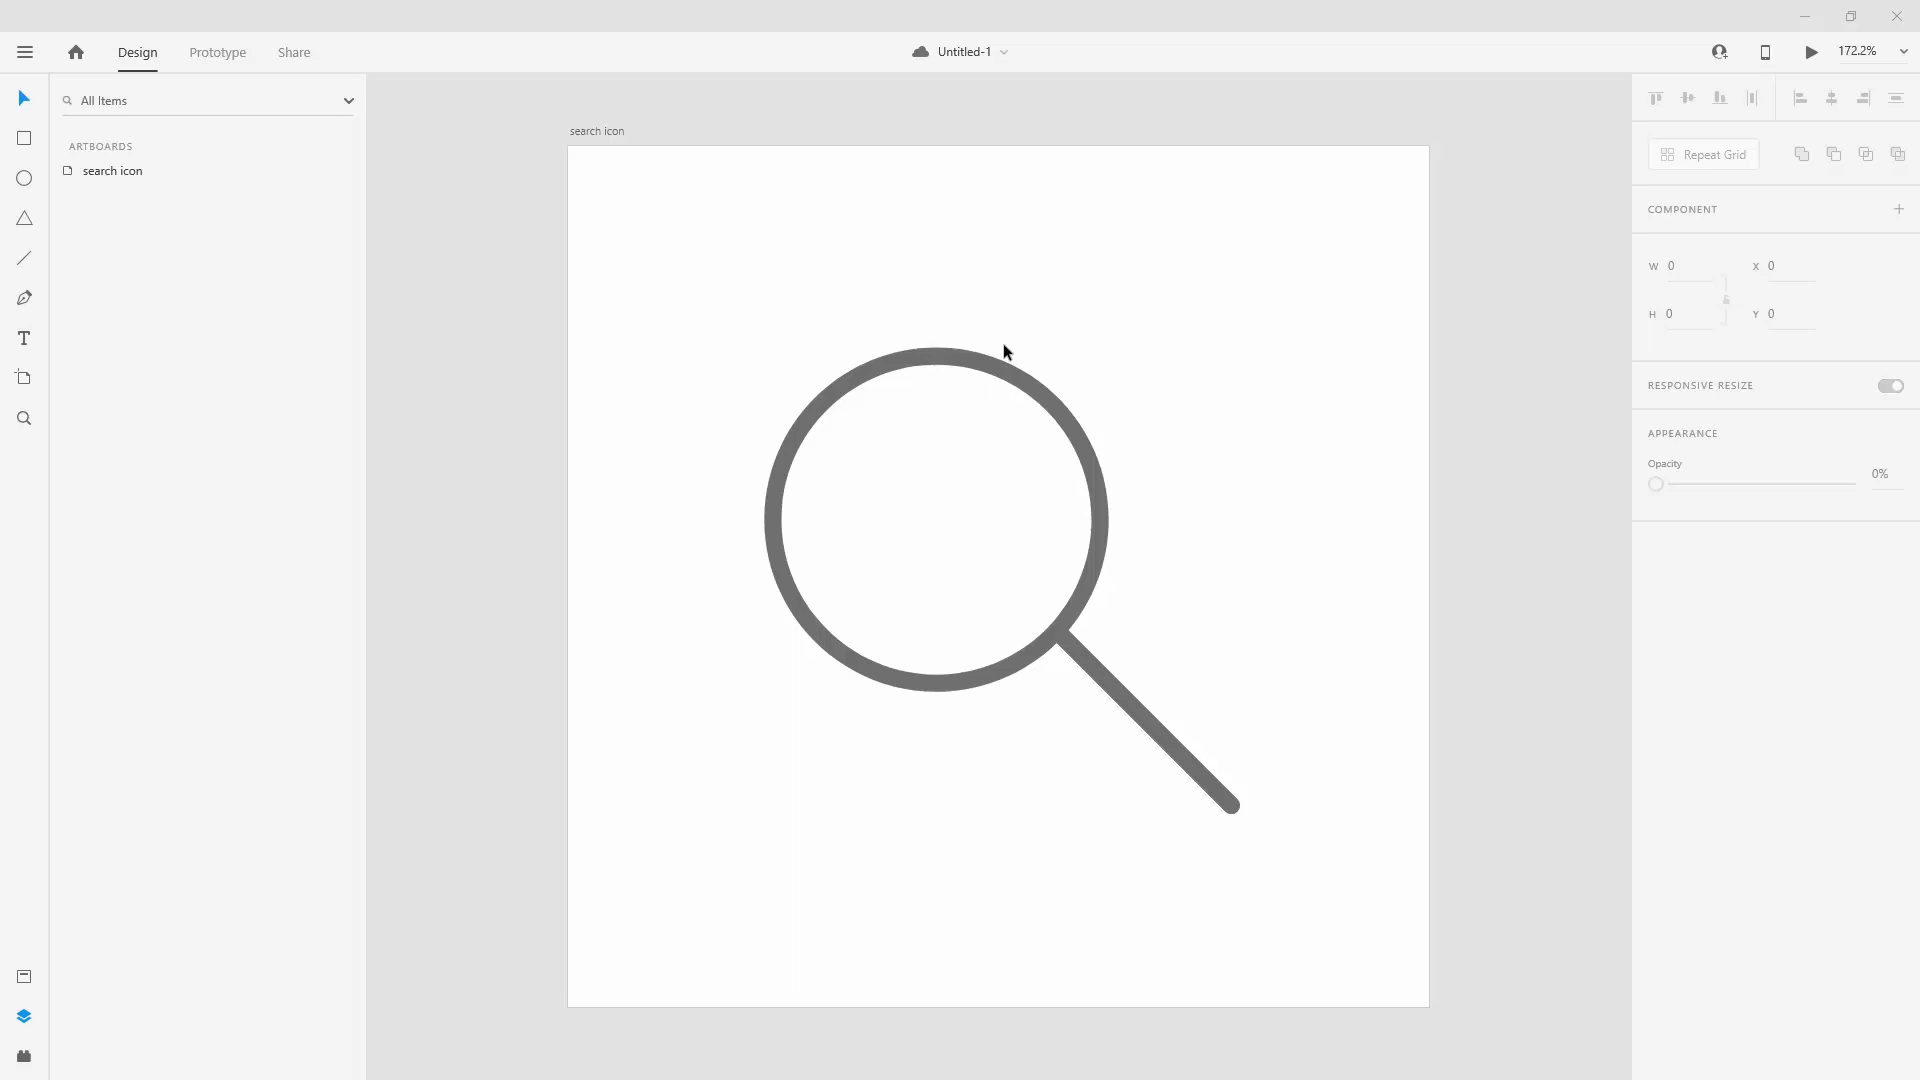 Design
Prototype
Share
Untitled-1
172.2%
All Items
ARTBOARDS
search icon
search icon
Repeat Grid
COMPONENT
W 0
X 0
H 0
Y 0
RESPONSIVE RESIZE
APPEARANCE
Opacity
0%